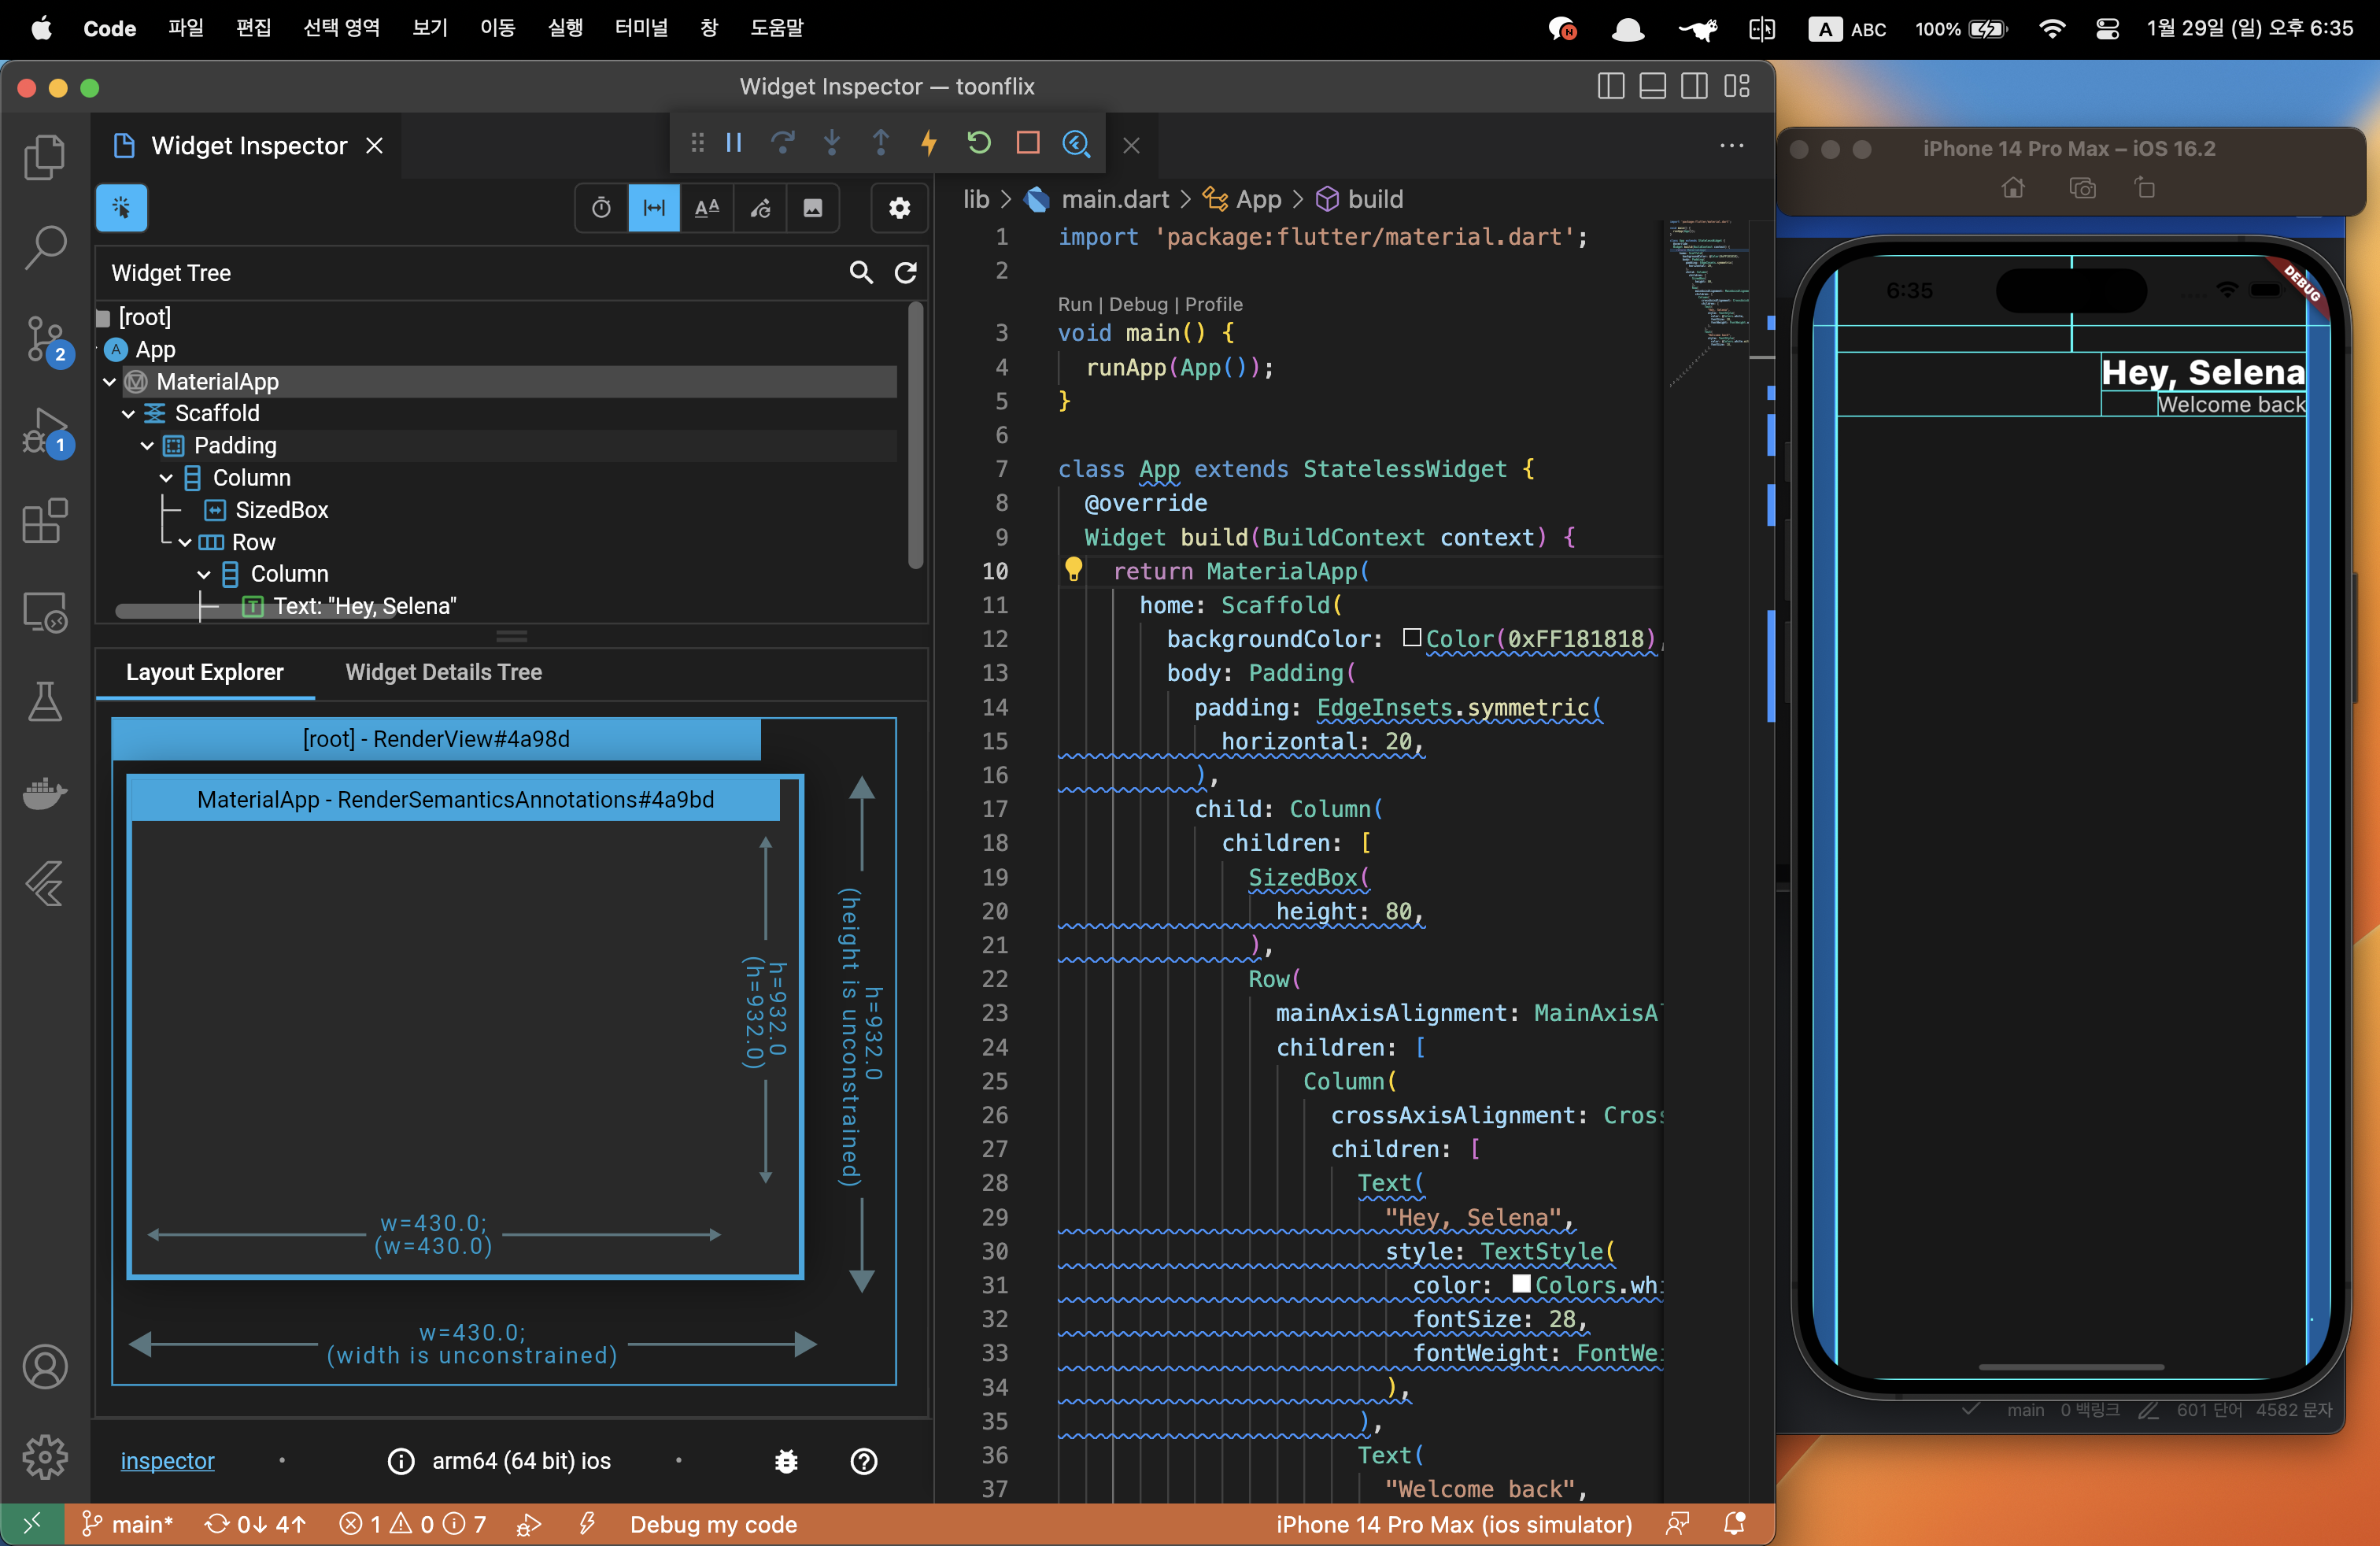 Code 파일 편집 선택 영역 보기 이동 실행 터미널 창 도움말 A ABC 100% 1월 29일 (일) 오후 6:35
Widget Inspector — toonflix
Widget Inspector
Widget Tree
[root]
App
MaterialApp
Scaffold
Padding
Column
SizedBox
Row
Column
Text: "Hey, Selena"
Layout Explorer Widget Details Tree
[root] - RenderView#4a98d
MaterialApp - RenderSemanticsAnnotations#4a9bd
h=932.0
(h=932.0)
h=932.0
(height is unconstrained)
w=430.0;
(w=430.0)
w=430.0;
(width is unconstrained)
inspector • arm64 (64 bit) ios •
2
1
lib > main.dart > App > build
1 import 'package:flutter/material.dart';
2
Run | Debug | Profile
3 void main() {
4 runApp(App());
5 }
6
7 class App extends StatelessWidget {
8 @override
9 Widget build(BuildContext context) {
10 return MaterialApp(
11 home: Scaffold(
12 backgroundColor: Color(0xFF181818),
13 body: Padding(
14 padding: EdgeInsets.symmetric(
15 horizontal: 20,
16 ),
17 child: Column(
18 children: [
19 SizedBox(
20 height: 80,
21 ),
22 Row(
23 mainAxisAlignment: MainAxisAl
24 children: [
25 Column(
26 crossAxisAlignment: Cross
27 children: [
28 Text(
29 "Hey, Selena",
30 style: TextStyle(
31 color: Colors.whi
32 fontSize: 28,
33 fontWeight: FontWei
34 ),
35 ),
36 Text(
37 "Welcome back",
main* 0↓ 4↑ 1 0 7 Debug my code iPhone 14 Pro Max (ios simulator)
iPhone 14 Pro Max – iOS 16.2
6:35
DEBUG
Hey, Selena
Welcome back
main 0 백링크 601 단어 4582 문자